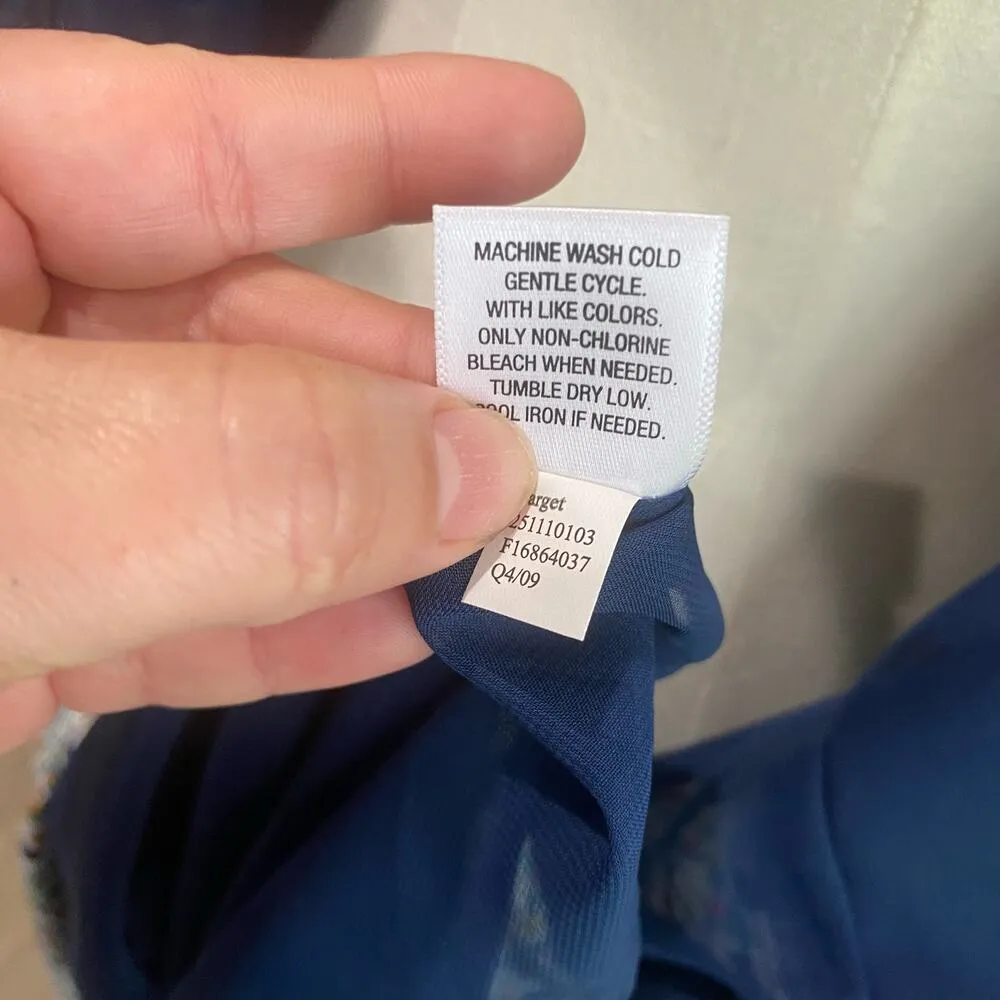 MACHINE WASH COLD
GENTLE CYCLE.
WITH LIKE COLORS.
ONLY NON-CHLORINE
BLEACH WHEN NEEDED.
TUMBLE DRY LOW.
OOL IRON IF NEEDED.
arget
251110103
F16864037
Q4/09